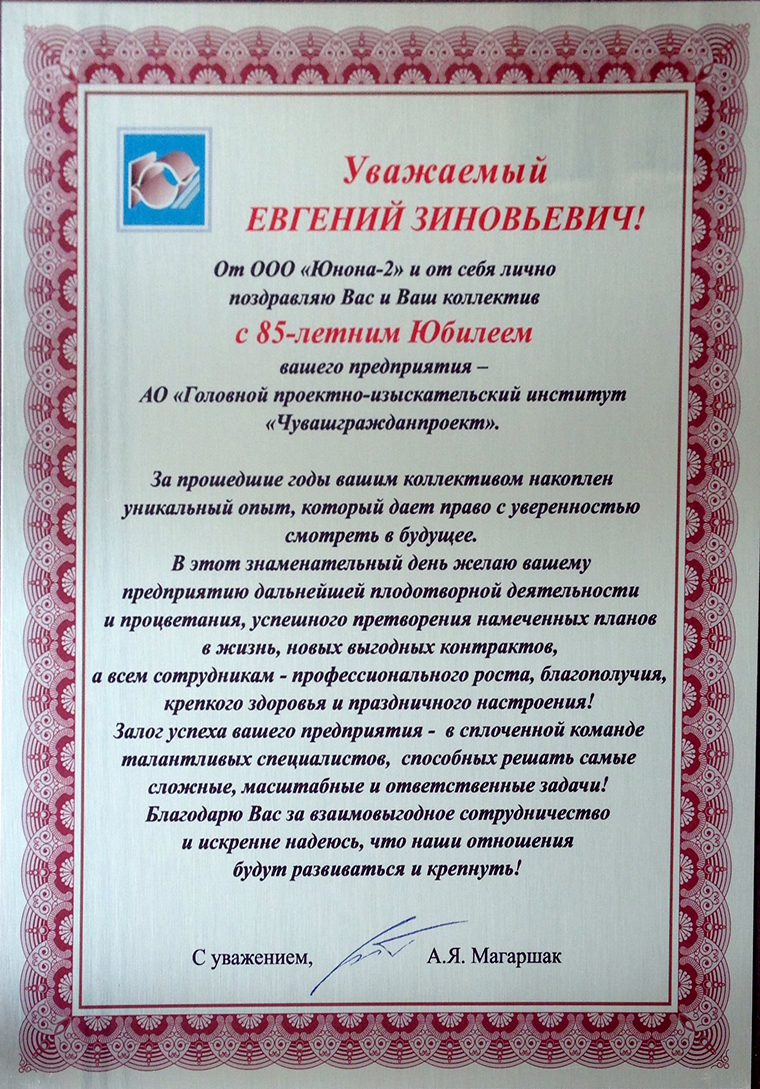 Уважаемый
ЕВГЕНИЙ ЗИНОВЬЕВИЧ!
От ООО «Юнона-2» и от себя лично
поздравляю Вас и Ваш коллектив
с 85-летним Юбилеем
вашего предприятия –
АО «Головной проектно-изыскательский институт
«Чувашгражданпроект».
За прошедшие годы вашим коллективом накоплен
уникальный опыт, который дает право с уверенностью
смотреть в будущее.
В этот знаменательный день желаю вашему
предприятию дальнейшей плодотворной деятельности
и процветания, успешного претворения намеченных планов
в жизнь, новых выгодных контрактов,
а всем сотрудникам - профессионального роста, благополучия,
крепкого здоровья и праздничного настроения!
Залог успеха вашего предприятия - в сплоченной команде
талантливых специалистов, способных решать самые
сложные, масштабные и ответственные задачи!
Благодарю Вас за взаимовыгодное сотрудничество
и искренне надеюсь, что наши отношения
будут развиваться и крепнуть!
С уважением, А.Я. Магаршак